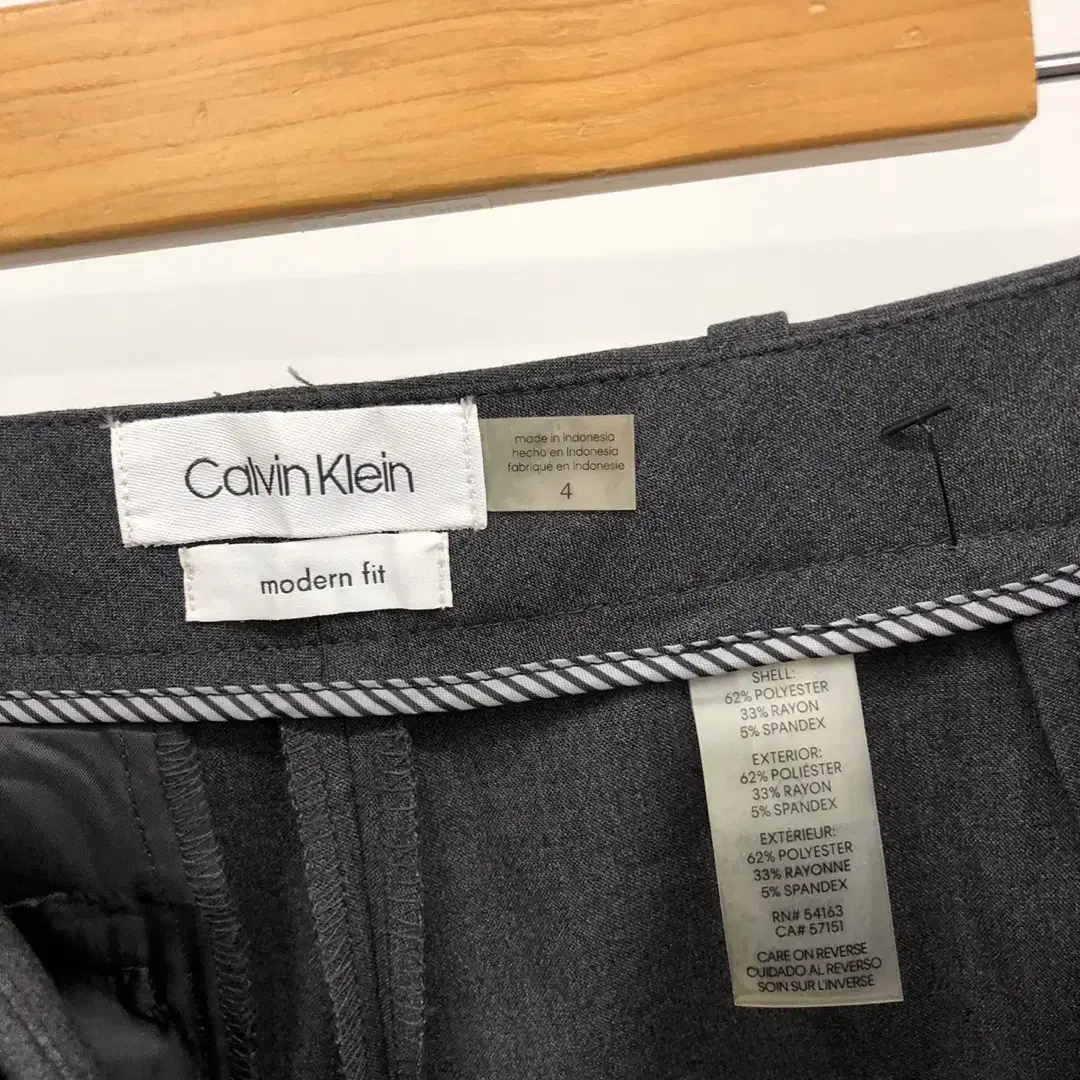 Calvin Klein
modern fit
made in Indonesia
hecho en Indonesia
fabriqué en Indonesie
4
SHELL:
62% POLYESTER
33% RAYON
5% SPANDEX
EXTERIOR:
62% POLIÉSTER
33% RAYON
5% SPANDEX
EXTÉRIEUR:
62% POLYESTER
33% RAYONNE
5% SPANDEX
RN# 54163
CA# 57151
CARE ON REVERSE
CUIDADO AL REVERSO
SOIN SUR L'INVERSE